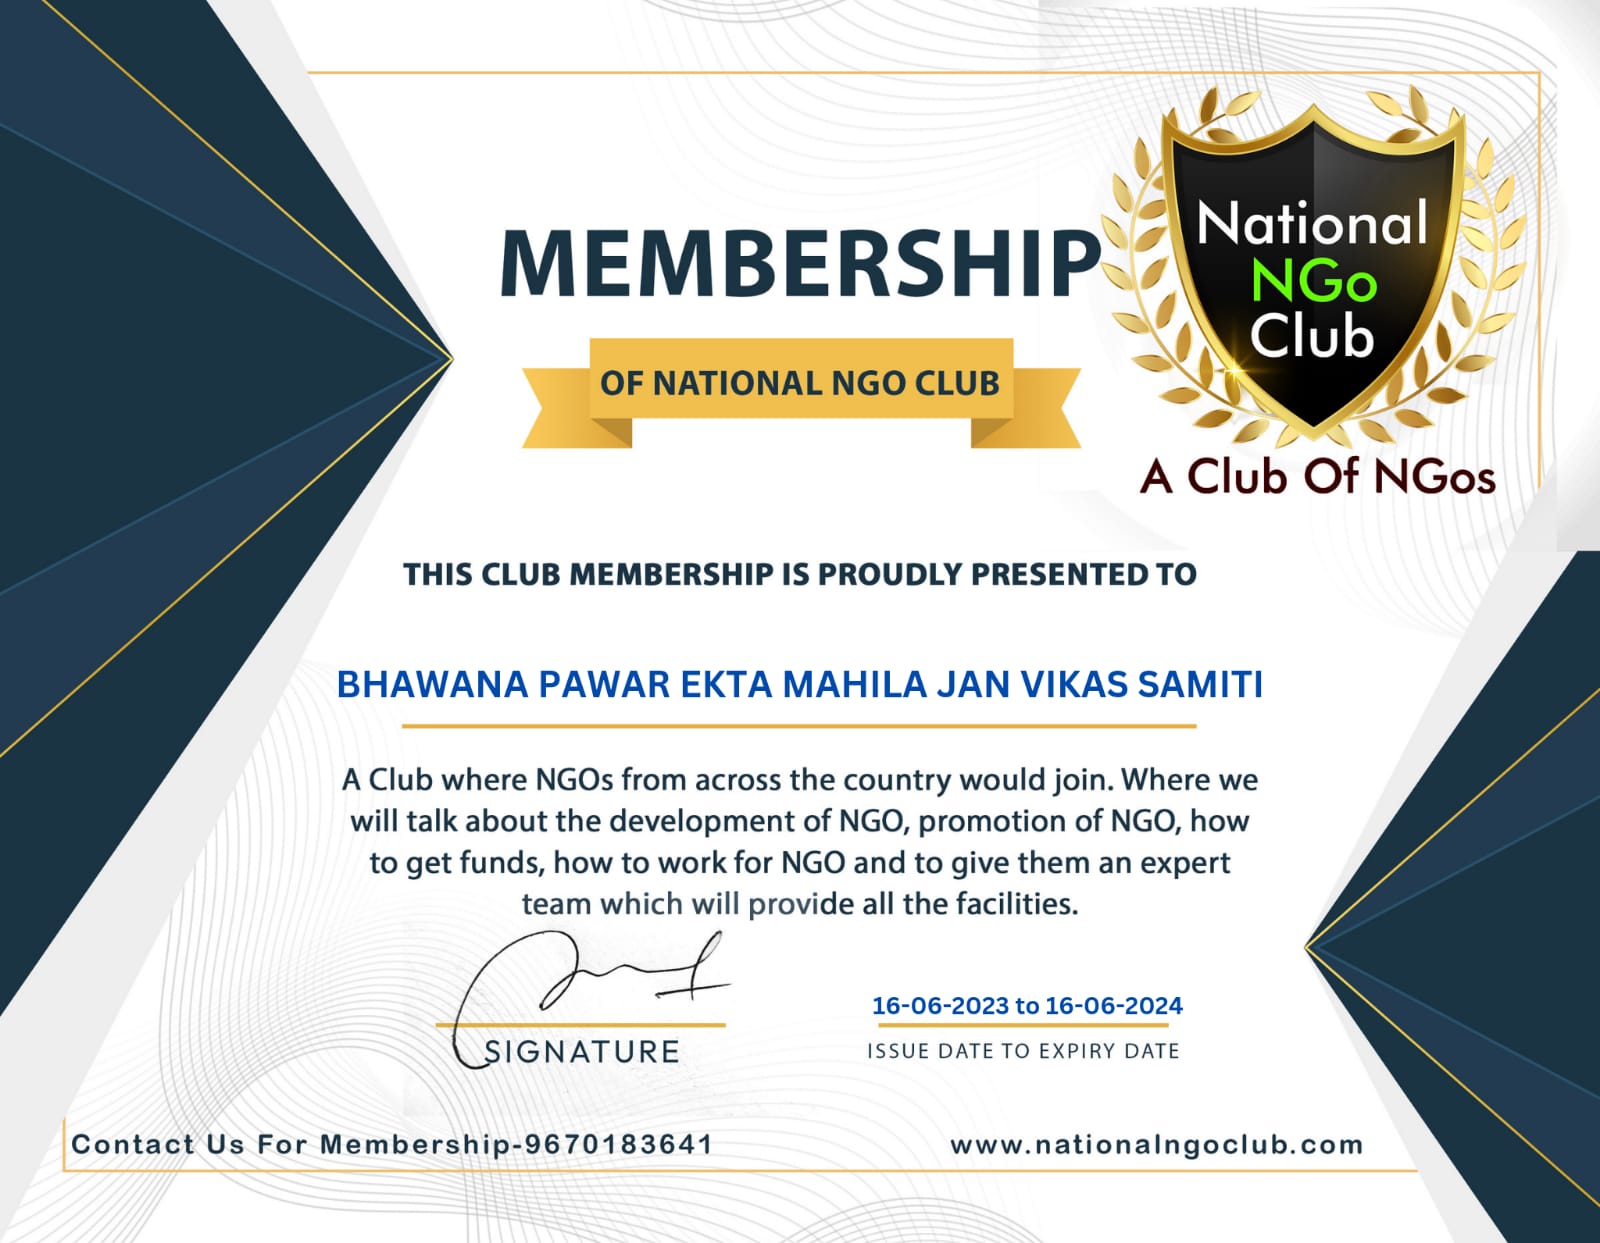 MEMBERSHIP
National
NGo
Club
OF NATIONAL NGO CLUB
A Club Of NGos
THIS CLUB MEMBERSHIP IS PROUDLY PRESENTED TO
BHAWANA PAWAR EKTA MAHILA JAN VIKAS SAMITI
A Club where NGOs from across the country would join. Where we
will talk about the development of NGO, promotion of NGO, how
to get funds, how to work for NGO and to give them an expert
team which will provide all the facilities.
16-06-2023 to 16-06-2024
SIGNATURE
ISSUE DATE TO EXPIRY DATE
Contact Us For Membership-9670183641
www.nationalngoclub.com